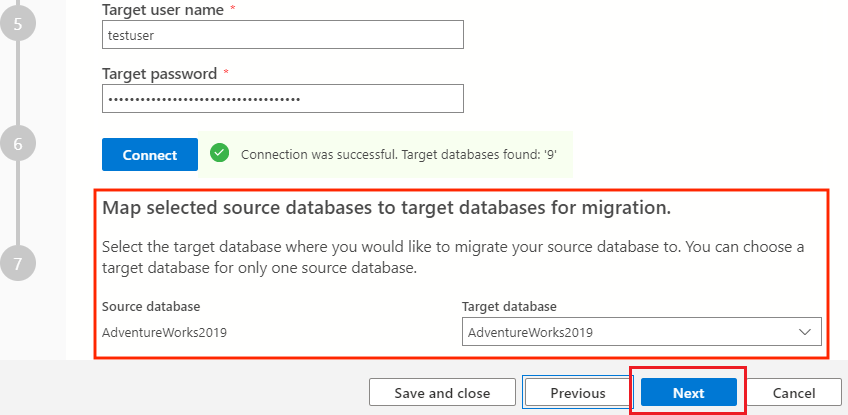 5
Target user name *
testuser
Target password *
••••••••••••••••••••••••••••••••••••
6
Connect
Connection was successful. Target databases found: '9'
Map selected source databases to target databases for migration.
Select the target database where you would like to migrate your source database to. You can choose a
target database for only one source database.
7
Source database Target database
AdventureWorks2019 AdventureWorks2019
Save and close Previous Next Cancel